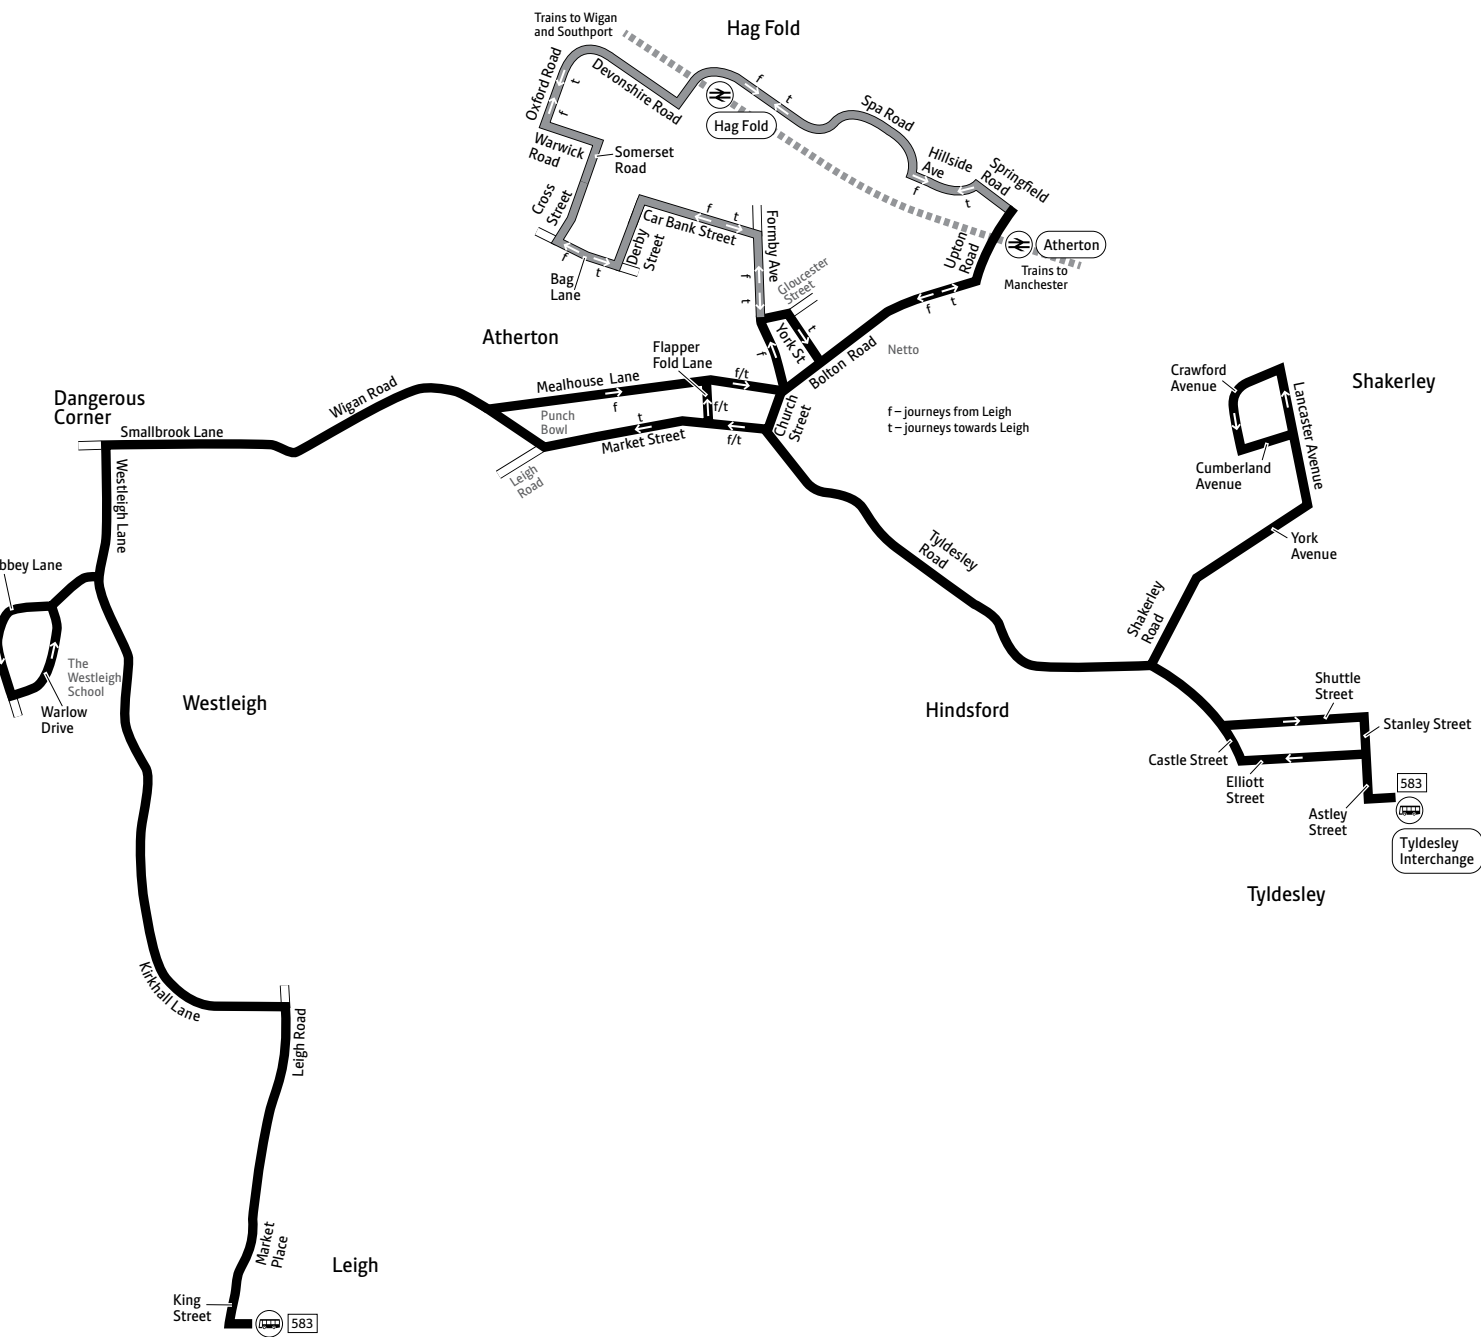 Trains to Wigan
and Southport
Hag Fold
Oxford Road
t
f
Devonshire Road
f
t
Hag Fold
Spa Road
Hillside
Ave
Springfield
Road
f
t
Warwick
Road
Somerset
Road
Cross
Street
Car Bank Street
f
t
Derby
Street
f
t
Bag
Lane
Formby Ave
f
t
Gloucester
Street
Upton
Road
Atherton
Trains to
Manchester
f
t
Atherton
Flapper
Fold Lane
York St
t
f
Bolton Road
Netto
Mealhouse Lane
f
f/t
f/t
f/t
Punch
Bowl
t
Market Street
Church
Street
Leigh
Road
f – journeys from Leigh
t – journeys towards Leigh
Crawford
Avenue
Shakerley
Lancaster Avenue
Cumberland
Avenue
York
Avenue
Dangerous
Corner
Smallbrook Lane
Wigan Road
Westleigh Lane
bbey Lane
The
Westleigh
School
Warlow
Drive
Westleigh
Tyldesley
Road
Shakerley
Road
Hindsford
Shuttle
Street
Stanley Street
Castle Street
Elliott
Street
583
Astley
Street
Tyldesley
Interchange
Tyldesley
Kirkhall Lane
Leigh Road
Market
Place
Leigh
King
Street
583